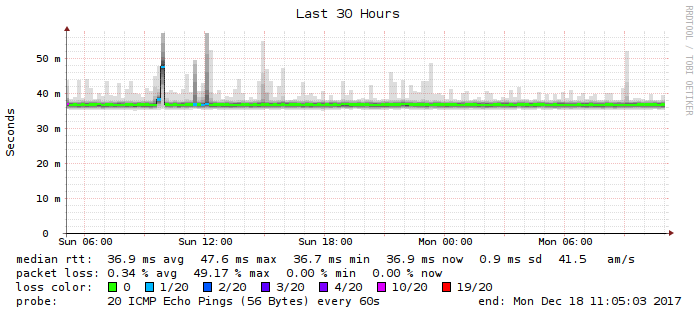 Last 30 Hours
RRDTOOL / TOBI OETIKER
Seconds
50 m
40 m
30 m
20 m
10 m
0
Sun 06:00 Sun 12:00 Sun 18:00 Mon 00:00 Mon 06:00
median rtt: 36.9 ms avg 47.6 ms max 36.7 ms min 36.9 ms now 0.9 ms sd 41.5 am/s
packet loss: 0.34 % avg 49.17 % max 0.00 % min 0.00 % now
loss color: 0 1/20 2/20 3/20 4/20 10/20 19/20
probe: 20 ICMP Echo Pings (56 Bytes) every 60s end: Mon Dec 18 11:05:03 2017